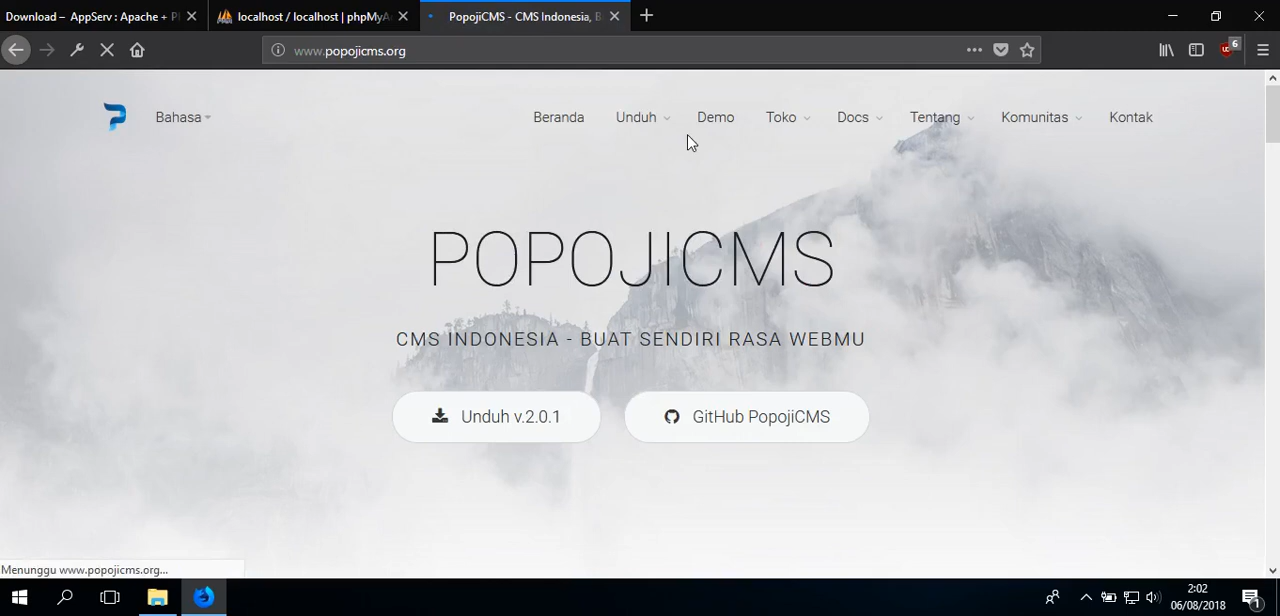 Download – AppServ : Apache + P
localhost / localhost | phpMyA
PopojiCMS - CMS Indonesia, B
www.popojicms.org
6
Bahasa
Beranda
Unduh
Demo
Toko
Docs
Tentang
Komunitas
Kontak
POPOJICMS
CMS INDONESIA - BUAT SENDIRI RASA WEBMU
Unduh v.2.0.1
GitHub PopojiCMS
Menunggu www.popojicms.org...
2:02
06/08/2018
1